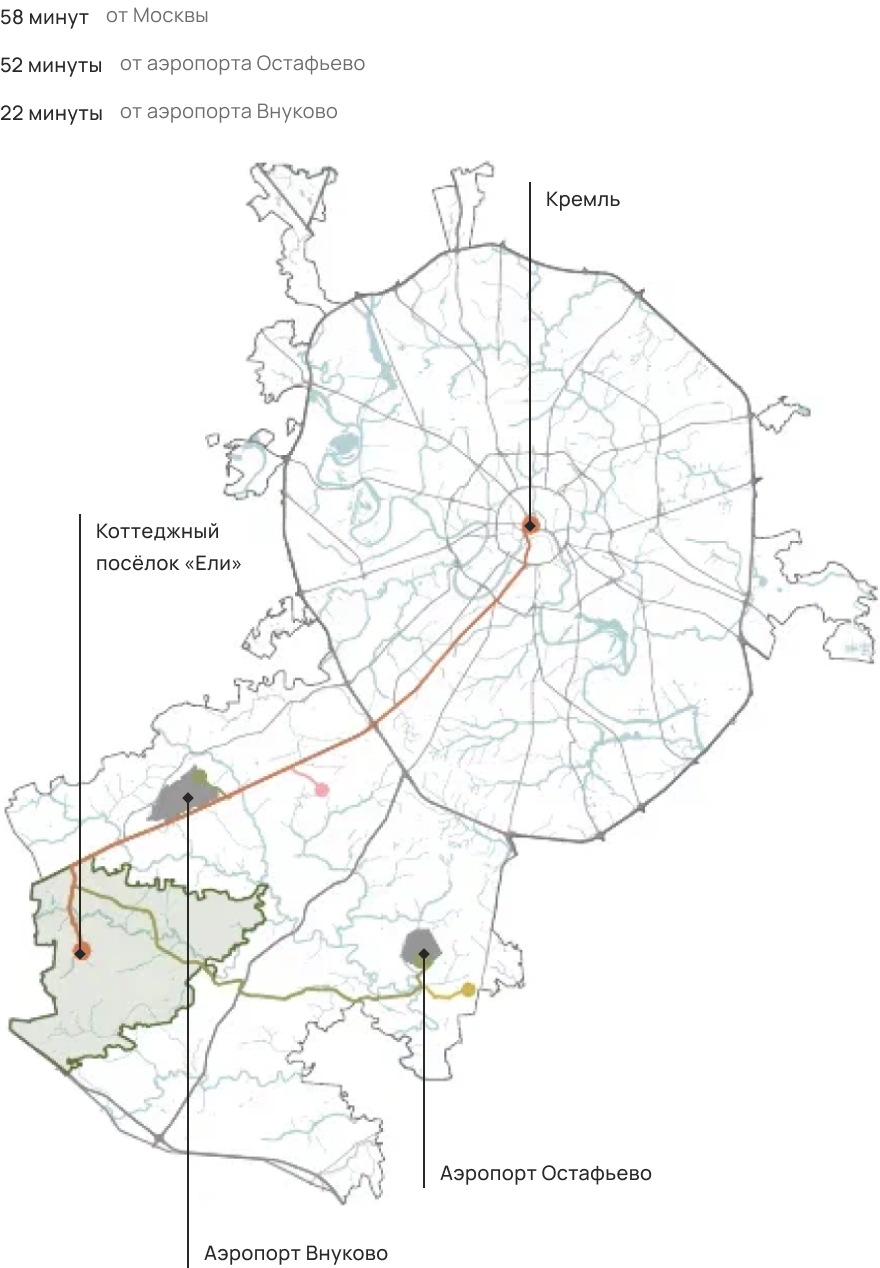 58 минут от Москвы
52 минуты от аэропорта Остафьево
22 минуты от аэропорта Внуково
Кремль
Коттеджный
посёлок «Ели»
Аэропорт Остафьево
Аэропорт Внуково